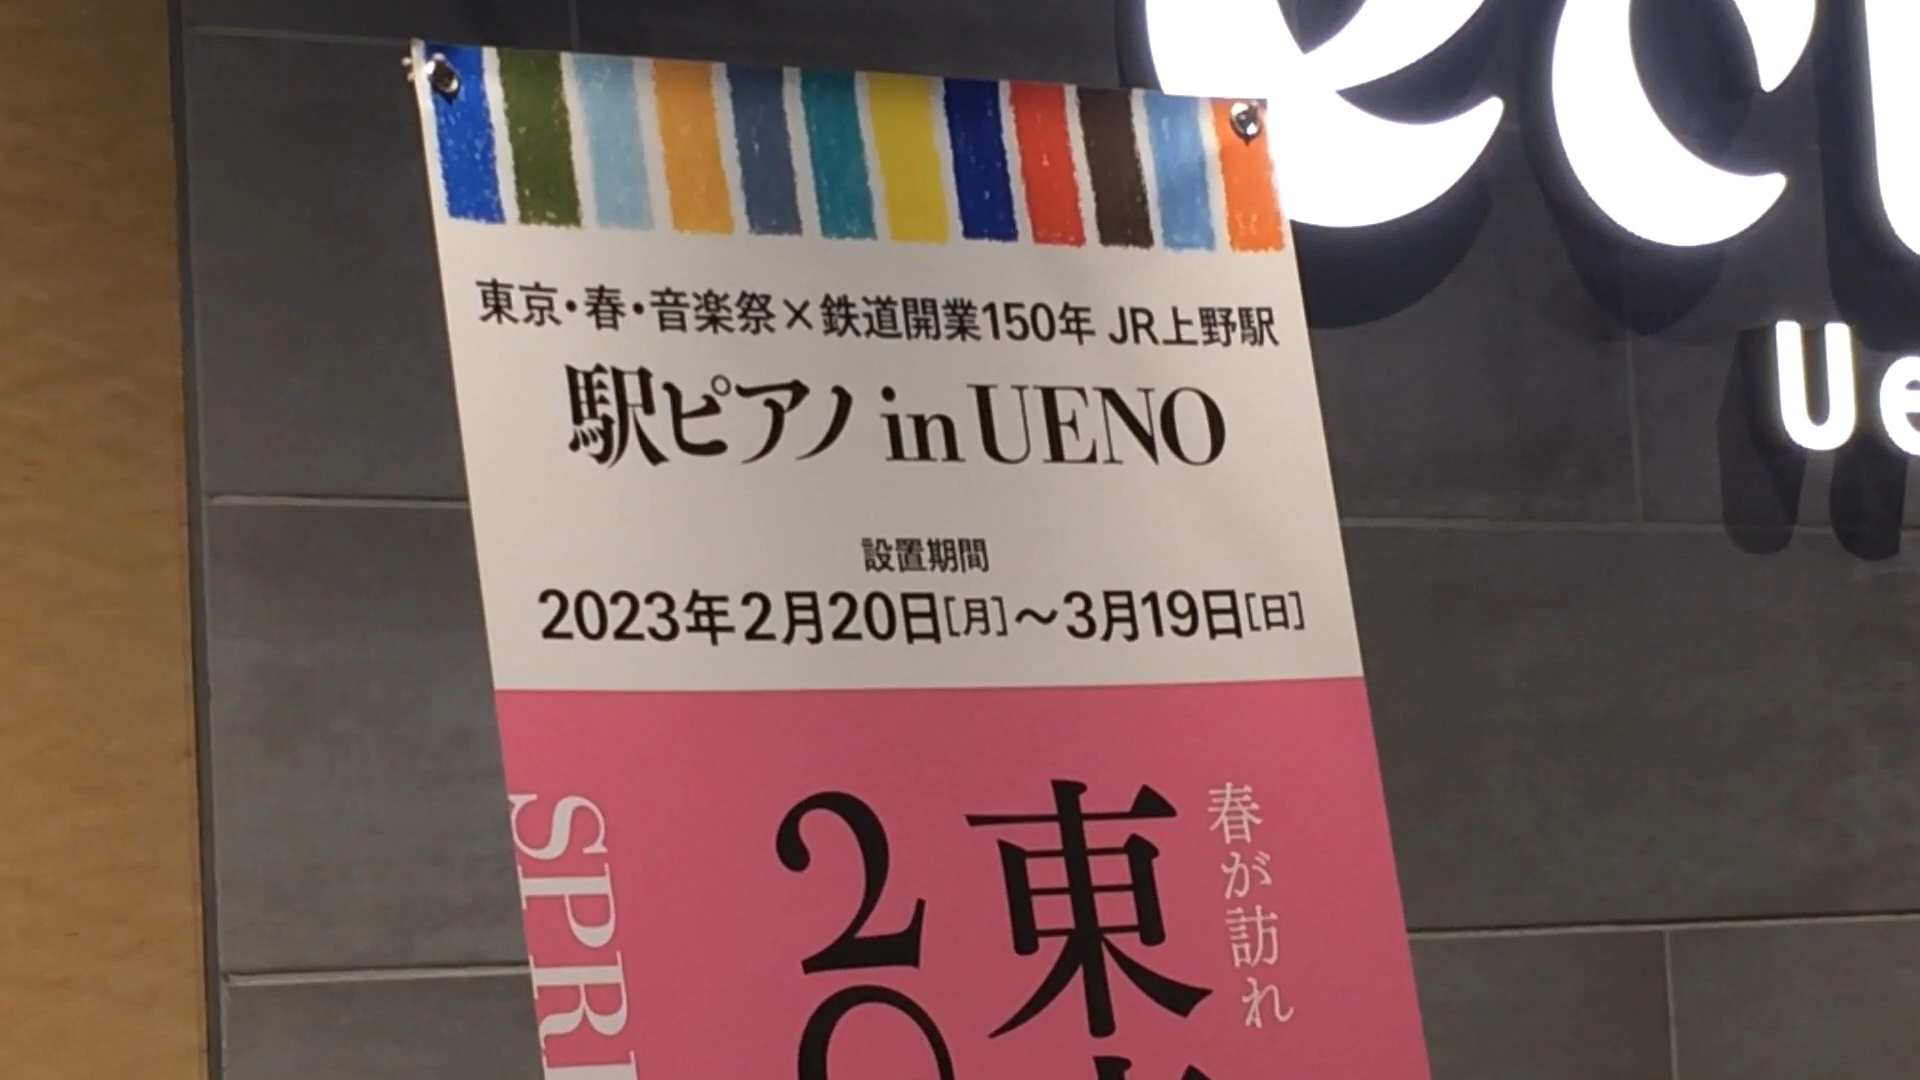 東京・春・音楽祭×鉄道開業150年 JR上野駅
駅ピアノ in UENO
設置期間
2023年2月20日[月]～3月19日[日]
春が訪れ
東
20
SPRI
Ue